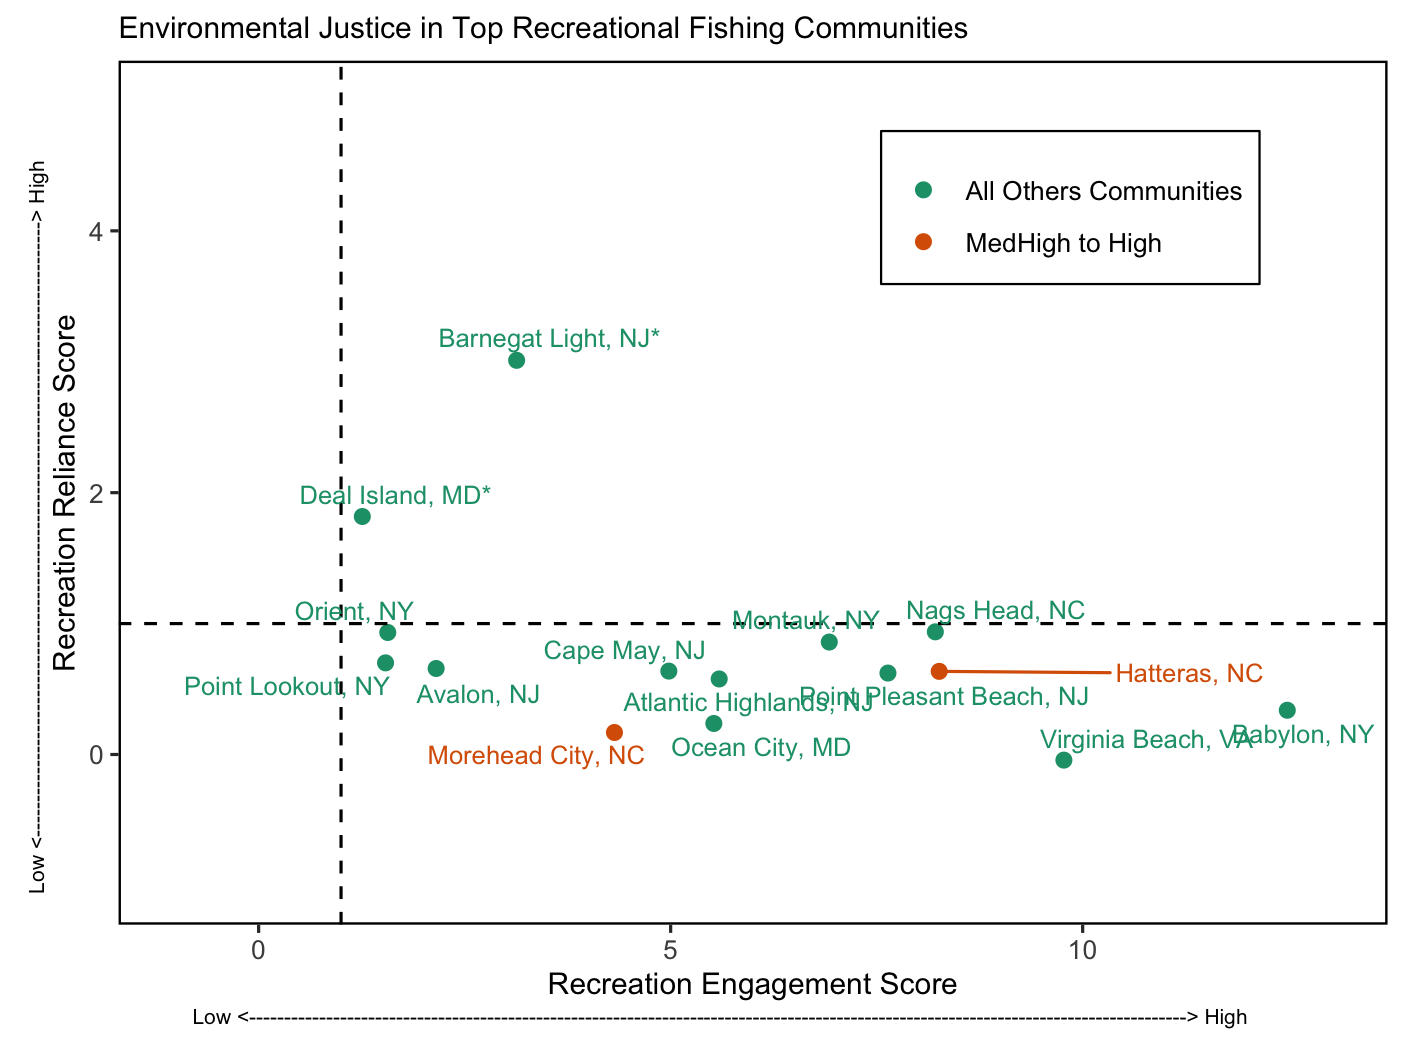 Environmental Justice in Top Recreational Fishing Communities
All Others Communities
MedHigh to High
Low <-----------------------------------------------------------------------------------------> High
Recreation Reliance Score
4
2
0
Barnegat Light, NJ*
Deal Island, MD*
Orient, NY
Montauk, NY
Nags Head, NC
Cape May, NJ
Hatteras, NC
Point Lookout, NY
Avalon, NJ
Atlantic Highlands, NJ
Point Pleasant Beach, NJ
Babylon, NY
Virginia Beach, VA
Ocean City, MD
Morehead City, NC
0
5
10
Recreation Engagement Score
Low <--------------------------------------------------------------------------------------------------------------------------------------> High